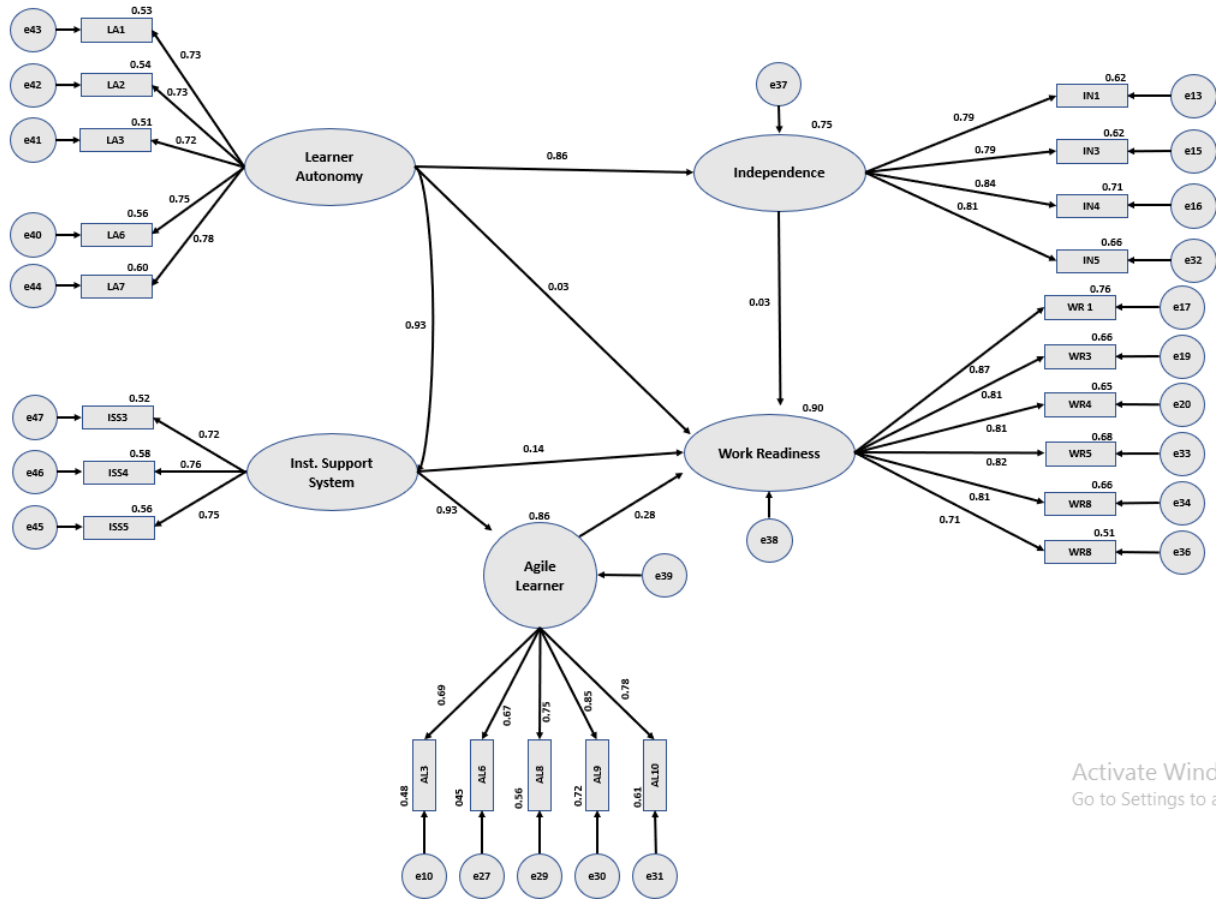 e43
LA1
0.53
0.73
e42
LA2
0.54
0.73
e41
LA3
0.51
0.72
e40
LA6
0.56
0.75
e44
LA7
0.60
0.78
Learner
Autonomy
0.86
0.03
0.93
e37
0.75
Independence
0.03
0.79
0.62
IN1
e13
0.79
0.62
IN3
e15
0.84
0.71
IN4
e16
0.81
0.66
IN5
e32
e47
ISS3
0.52
0.72
e46
ISS4
0.58
0.76
e45
ISS5
0.56
0.75
Inst. Support
System
0.14
0.93
0.90
Work Readiness
e38
0.87
0.76
WR 1
e17
0.81
0.66
WR3
e19
0.81
0.65
WR4
e20
0.82
0.68
WR5
e33
0.81
0.66
WR8
e34
0.71
0.51
WR8
e36
0.86
Agile
Learner
0.28
e39
0.69
0.67
0.75
0.85
0.78
0.48
AL3
045
AL6
0.56
AL8
0.72
AL9
0.61
AL10
e10
e27
e29
e30
e31
Activate Wind
Go to Settings to a